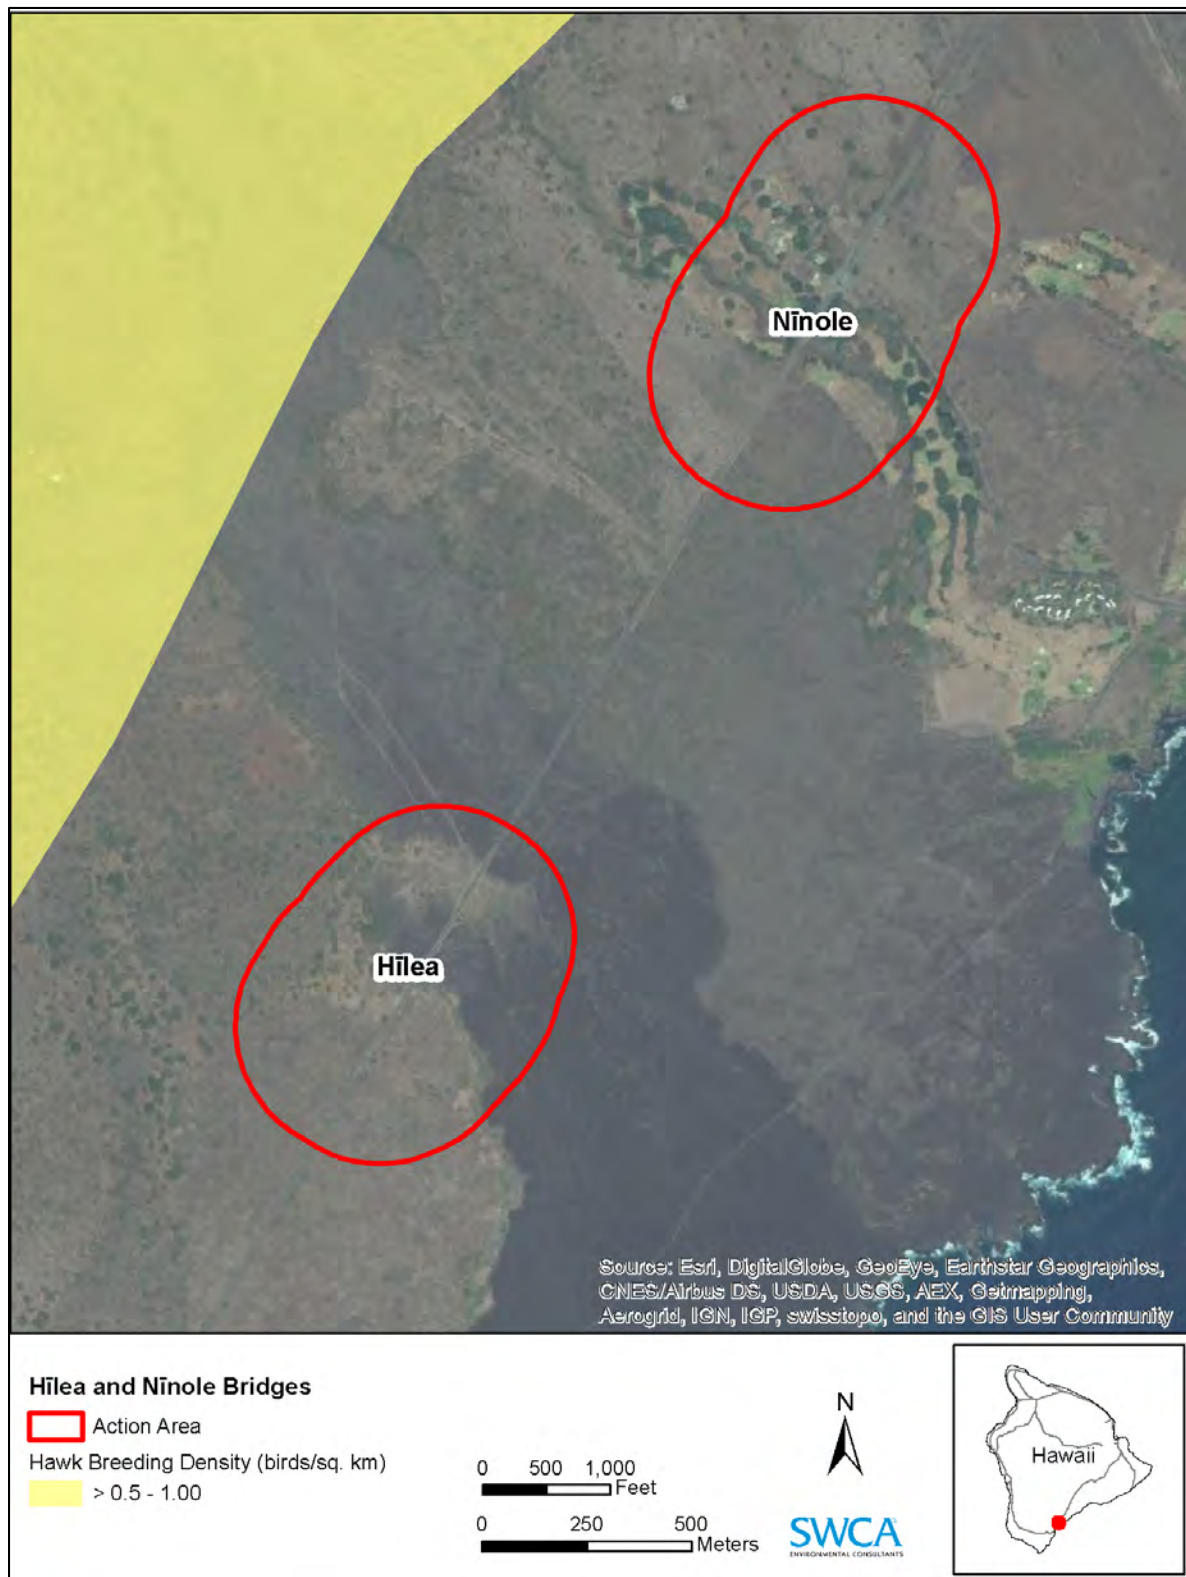 Nīnole
Hīlea
Source: Esri, DigitalGlobe, GeoEye, Earthstar Geographics,
CNES/Airbus DS, USDA, USGS, AEX, Getmapping,
Aerogrid, IGN, IGP, swisstopo, and the GIS User Community
Hīlea and Nīnole Bridges
Action Area
Hawk Breeding Density (birds/sq. km)
> 0.5 - 1.00
0 500 1,000
Feet
0 250 500
Meters
N
SWCA
ENVIRONMENTAL CONSULTANTS
Hawaii